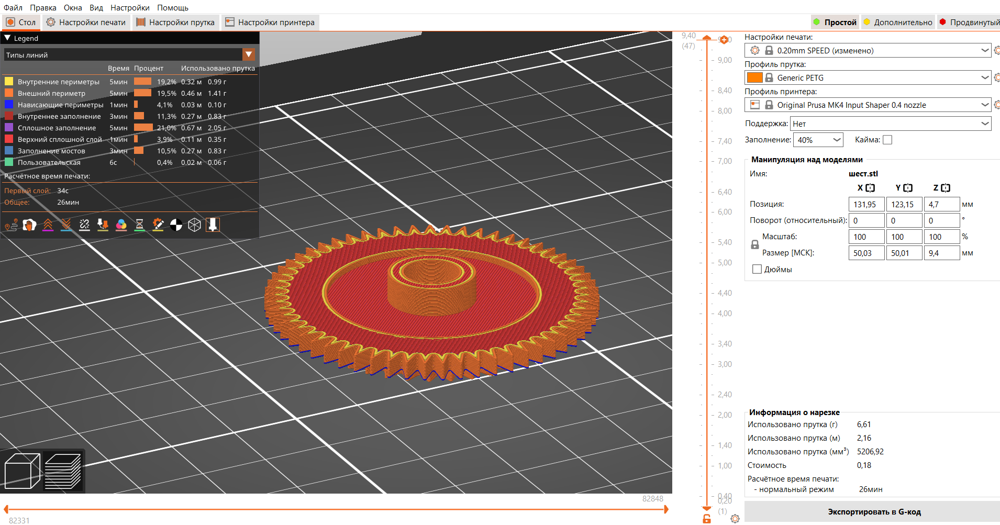 Файл Правка Окна Вид Настройки Помощь
Стол Настройки печати Настройки прутка Настройки принтера
Простой Дополнительно Продвинутый
Legend
Типы линий
Время Процент Использовано прутка
Внутренние периметры 5мин 19,2% 0.32 м 0.99 г
Внешний периметр 5мин 19,5% 0.46 м 1.41 г
Нависающие периметры 1мин 4,1% 0.03 м 0.10 г
Внутреннее заполнение 3мин 11,3% 0.27 м 0.83 г
Сплошное заполнение 5мин 21,0% 0.67 м 2.05 г
Верхний сплошной слой 1мин 3,9% 0.11 м 0.35 г
Заполнение мостов 3мин 10,5% 0.27 м 0.83 г
Пользовательская 6с 0,4% 0.02 м 0.06 г
Расчётное время печати:
Первый слой: 34с
Общее: 26мин
82848
82331
9,40
(47)
9,00
8,40
8,00
7,40
7,00
6,40
6,00
5,40
5,00
4,40
4,00
3,40
3,00
2,40
2,00
1,40
1,00
0,40
0,20
(1)
Настройки печати:
0.20mm SPEED (изменено)
Профиль прутка:
Generic PETG
Профиль принтера:
Original Prusa MK4 Input Shaper 0.4 nozzle
Поддержка: Нет
Заполнение: 40% Кайма:
Манипуляция над моделями
Имя: шест.stl
X Y Z
Позиция: 131,95 123,15 4,7 мм
Поворот (относительный): 0 0 0 °
Масштаб: 100 100 100 %
Размер [МСК]: 50,03 50,01 9,4 мм
Дюймы
Информация о нарезке
Использовано прутка (г) 6,61
Использовано прутка (м) 2,16
Использовано прутка (мм³) 5206,92
Стоимость 0,18
Расчётное время печати:
- нормальный режим 26мин
Экспортировать в G-код